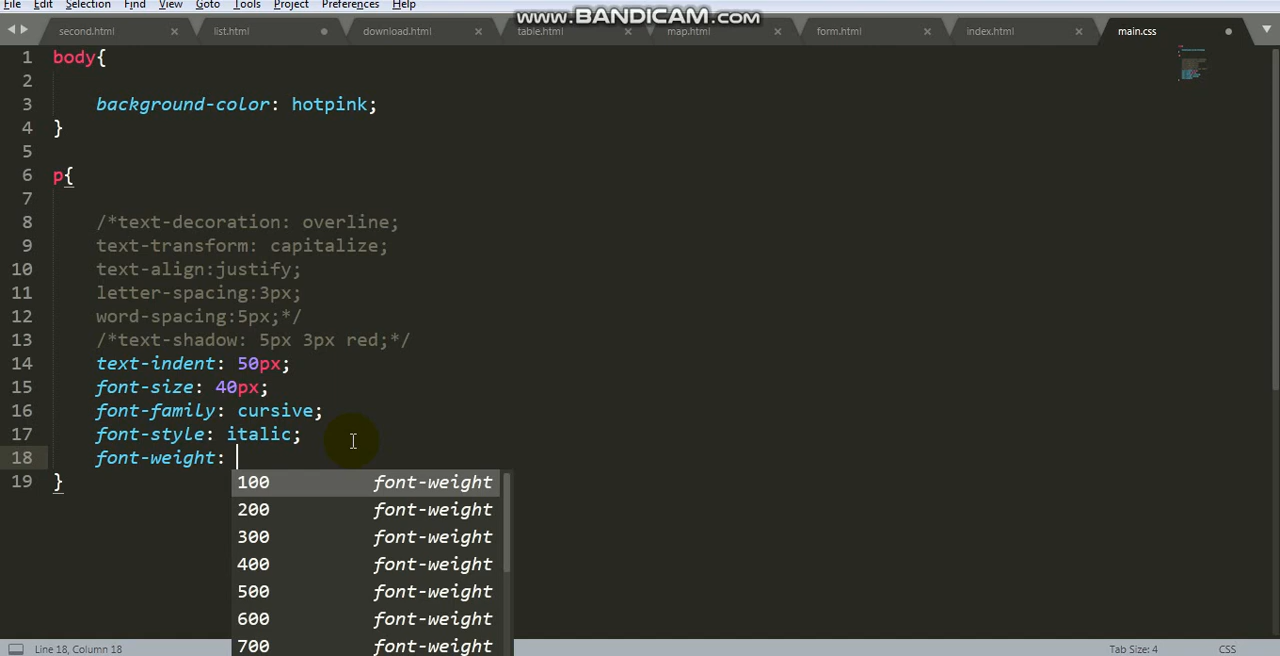 File Edit Selection Find View Goto Tools Project Preferences Help
www.BANDICAM.com
second.html list.html download.html table.html map.html form.html index.html main.css
1 body{
2
3 background-color: hotpink;
4 }
5
6 p{
7
8 /*text-decoration: overline;
9 text-transform: capitalize;
10 text-align:justify;
11 letter-spacing:3px;
12 word-spacing:5px;*/
13 /*text-shadow: 5px 3px red;*/
14 text-indent: 50px;
15 font-size: 40px;
16 font-family: cursive;
17 font-style: italic;
18 font-weight:
19 }
100 font-weight
200 font-weight
300 font-weight
400 font-weight
500 font-weight
600 font-weight
700 font-weight
Line 18, Column 18 Tab Size: 4 CSS